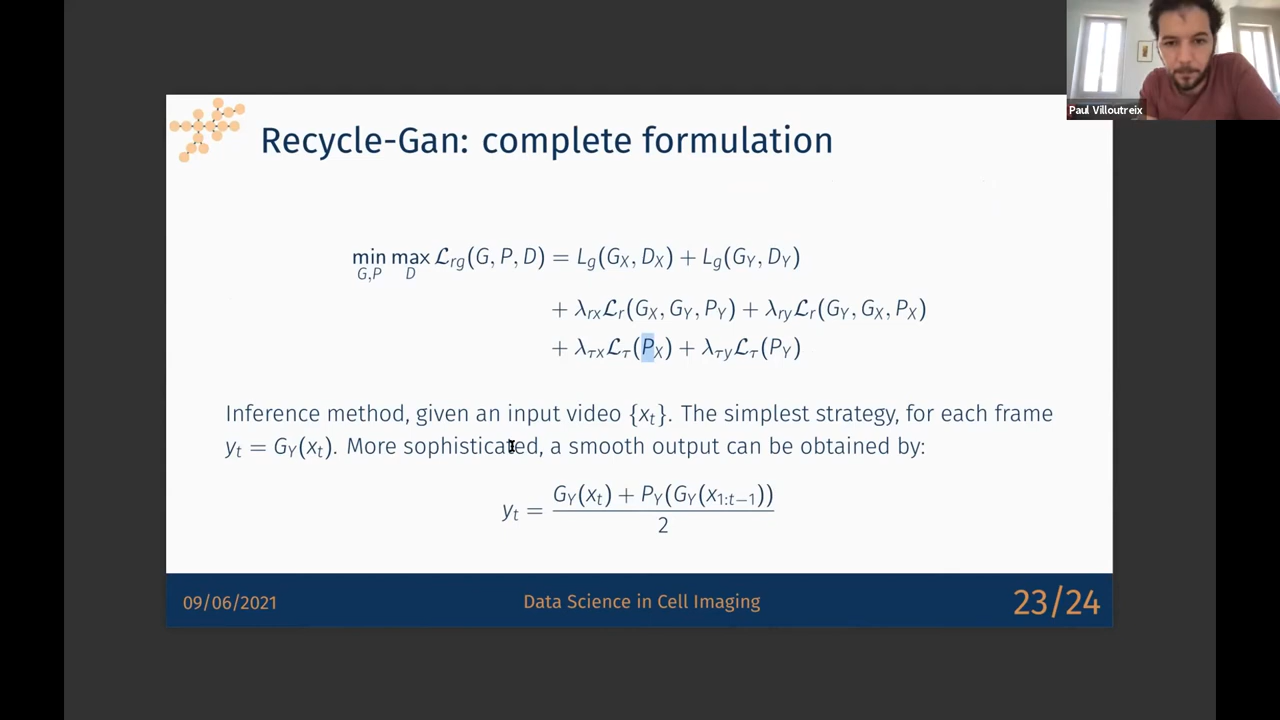 Paul Villoutreix
Recycle-Gan: complete formulation
min max ℒ_rg(G, P, D) = L_g(G_X, D_X) + L_g(G_Y, D_Y)
G,P D
+ λ_rx ℒ_r(G_X, G_Y, P_Y) + λ_ry ℒ_r(G_Y, G_X, P_X)
+ λ_τx ℒ_τ(P_X) + λ_τy ℒ_τ(P_Y)
Inference method, given an input video {x_t}. The simplest strategy, for each frame
y_t = G_Y(x_t). More sophisticated, a smooth output can be obtained by:
G_Y(x_t) + P_Y(G_Y(x_{1:t−1}))
y_t =
2
09/06/2021
Data Science in Cell Imaging
23/24